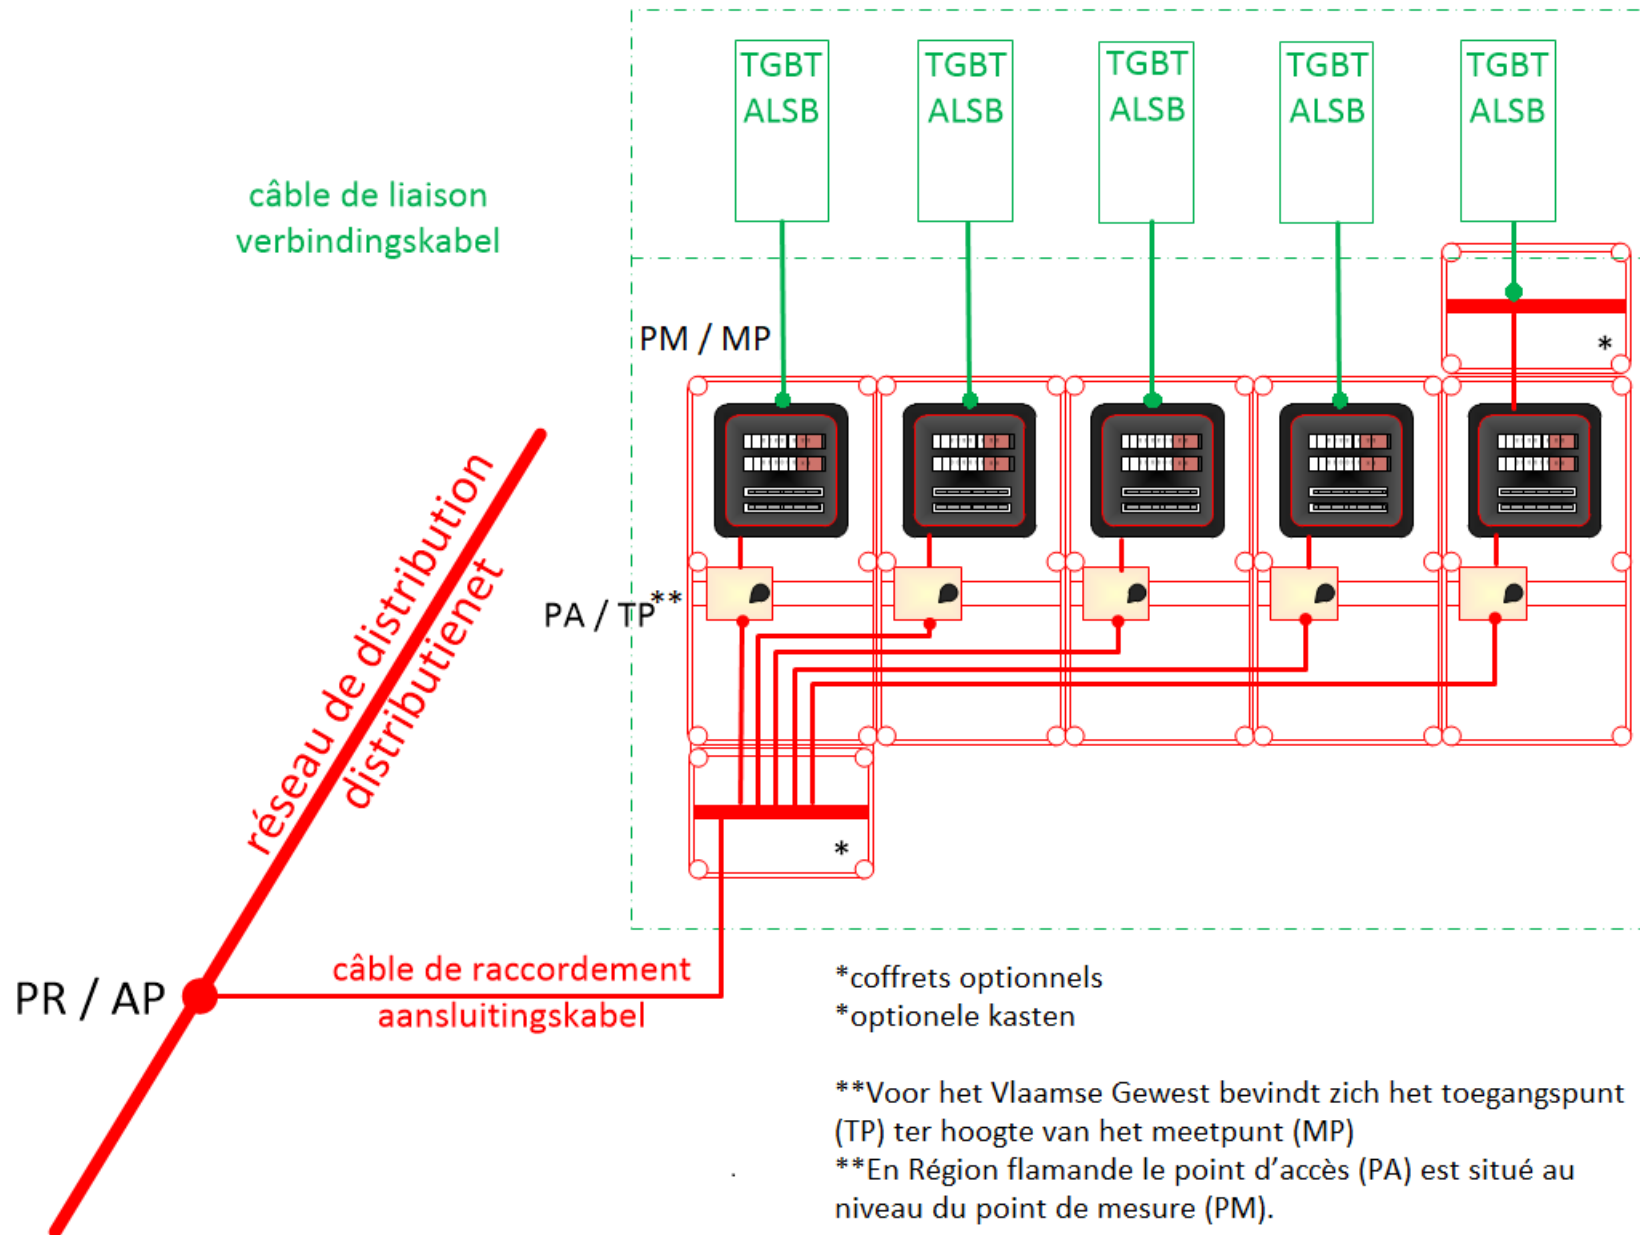 TGBT
ALSB
TGBT
ALSB
TGBT
ALSB
TGBT
ALSB
TGBT
ALSB
câble de liaison
verbindingskabel
PM / MP
*
réseau de distribution
distributienet
PA / TP**
*
PR / AP
câble de raccordement
aansluitingskabel
*coffrets optionnels
*optionele kasten
**Voor het Vlaamse Gewest bevindt zich het toegangspunt
(TP) ter hoogte van het meetpunt (MP)
**En Région flamande le point d’accès (PA) est situé au
niveau du point de mesure (PM).